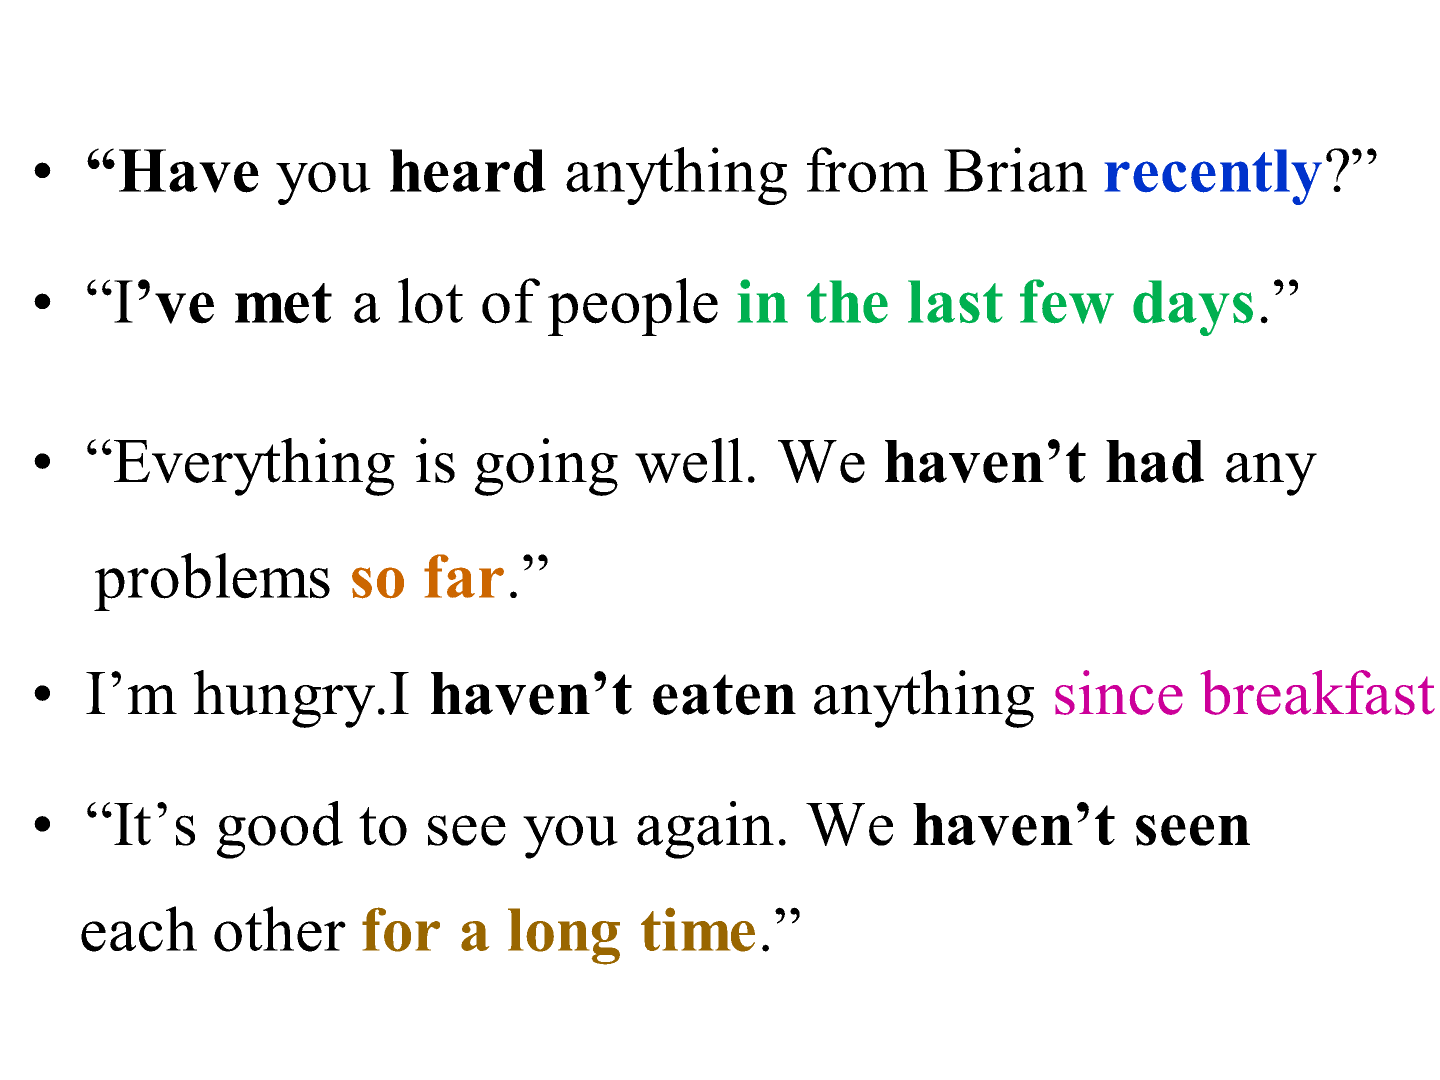 • “Have you heard anything from Brian recently?”
• “I’ve met a lot of people in the last few days.”
• “Everything is going well. We haven’t had any
problems so far.”
• I’m hungry.I haven’t eaten anything since breakfast
• “It’s good to see you again. We haven’t seen
each other for a long time.”